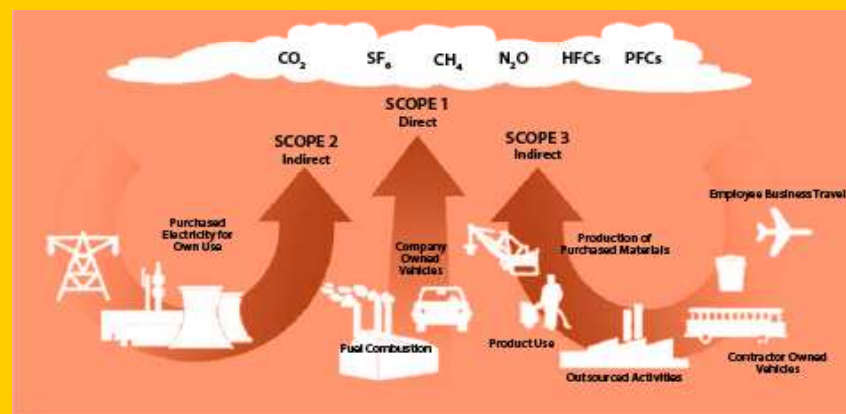 CO₂ SF₆ CH₄ N₂O HFCs PFCs
SCOPE 1
Direct
SCOPE 2
Indirect
SCOPE 3
Indirect
Purchased
Electricity for
Own Use
Company
Owned
Vehicles
Fuel Combustion
Production of
Purchased Materials
Product Use
Outsourced Activities
Employee Business Travel
Contractor Owned
Vehicles